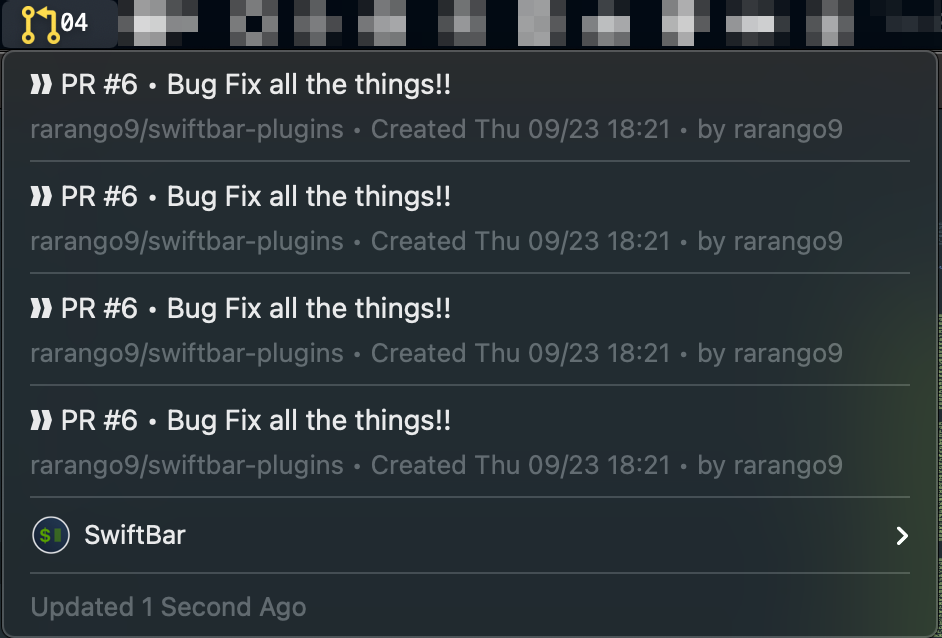 04
⸩⸩ PR #6 • Bug Fix all the things!!
rarango9/swiftbar-plugins • Created Thu 09/23 18:21 • by rarango9
⸩⸩ PR #6 • Bug Fix all the things!!
rarango9/swiftbar-plugins • Created Thu 09/23 18:21 • by rarango9
⸩⸩ PR #6 • Bug Fix all the things!!
rarango9/swiftbar-plugins • Created Thu 09/23 18:21 • by rarango9
⸩⸩ PR #6 • Bug Fix all the things!!
rarango9/swiftbar-plugins • Created Thu 09/23 18:21 • by rarango9
$ SwiftBar
Updated 1 Second Ago